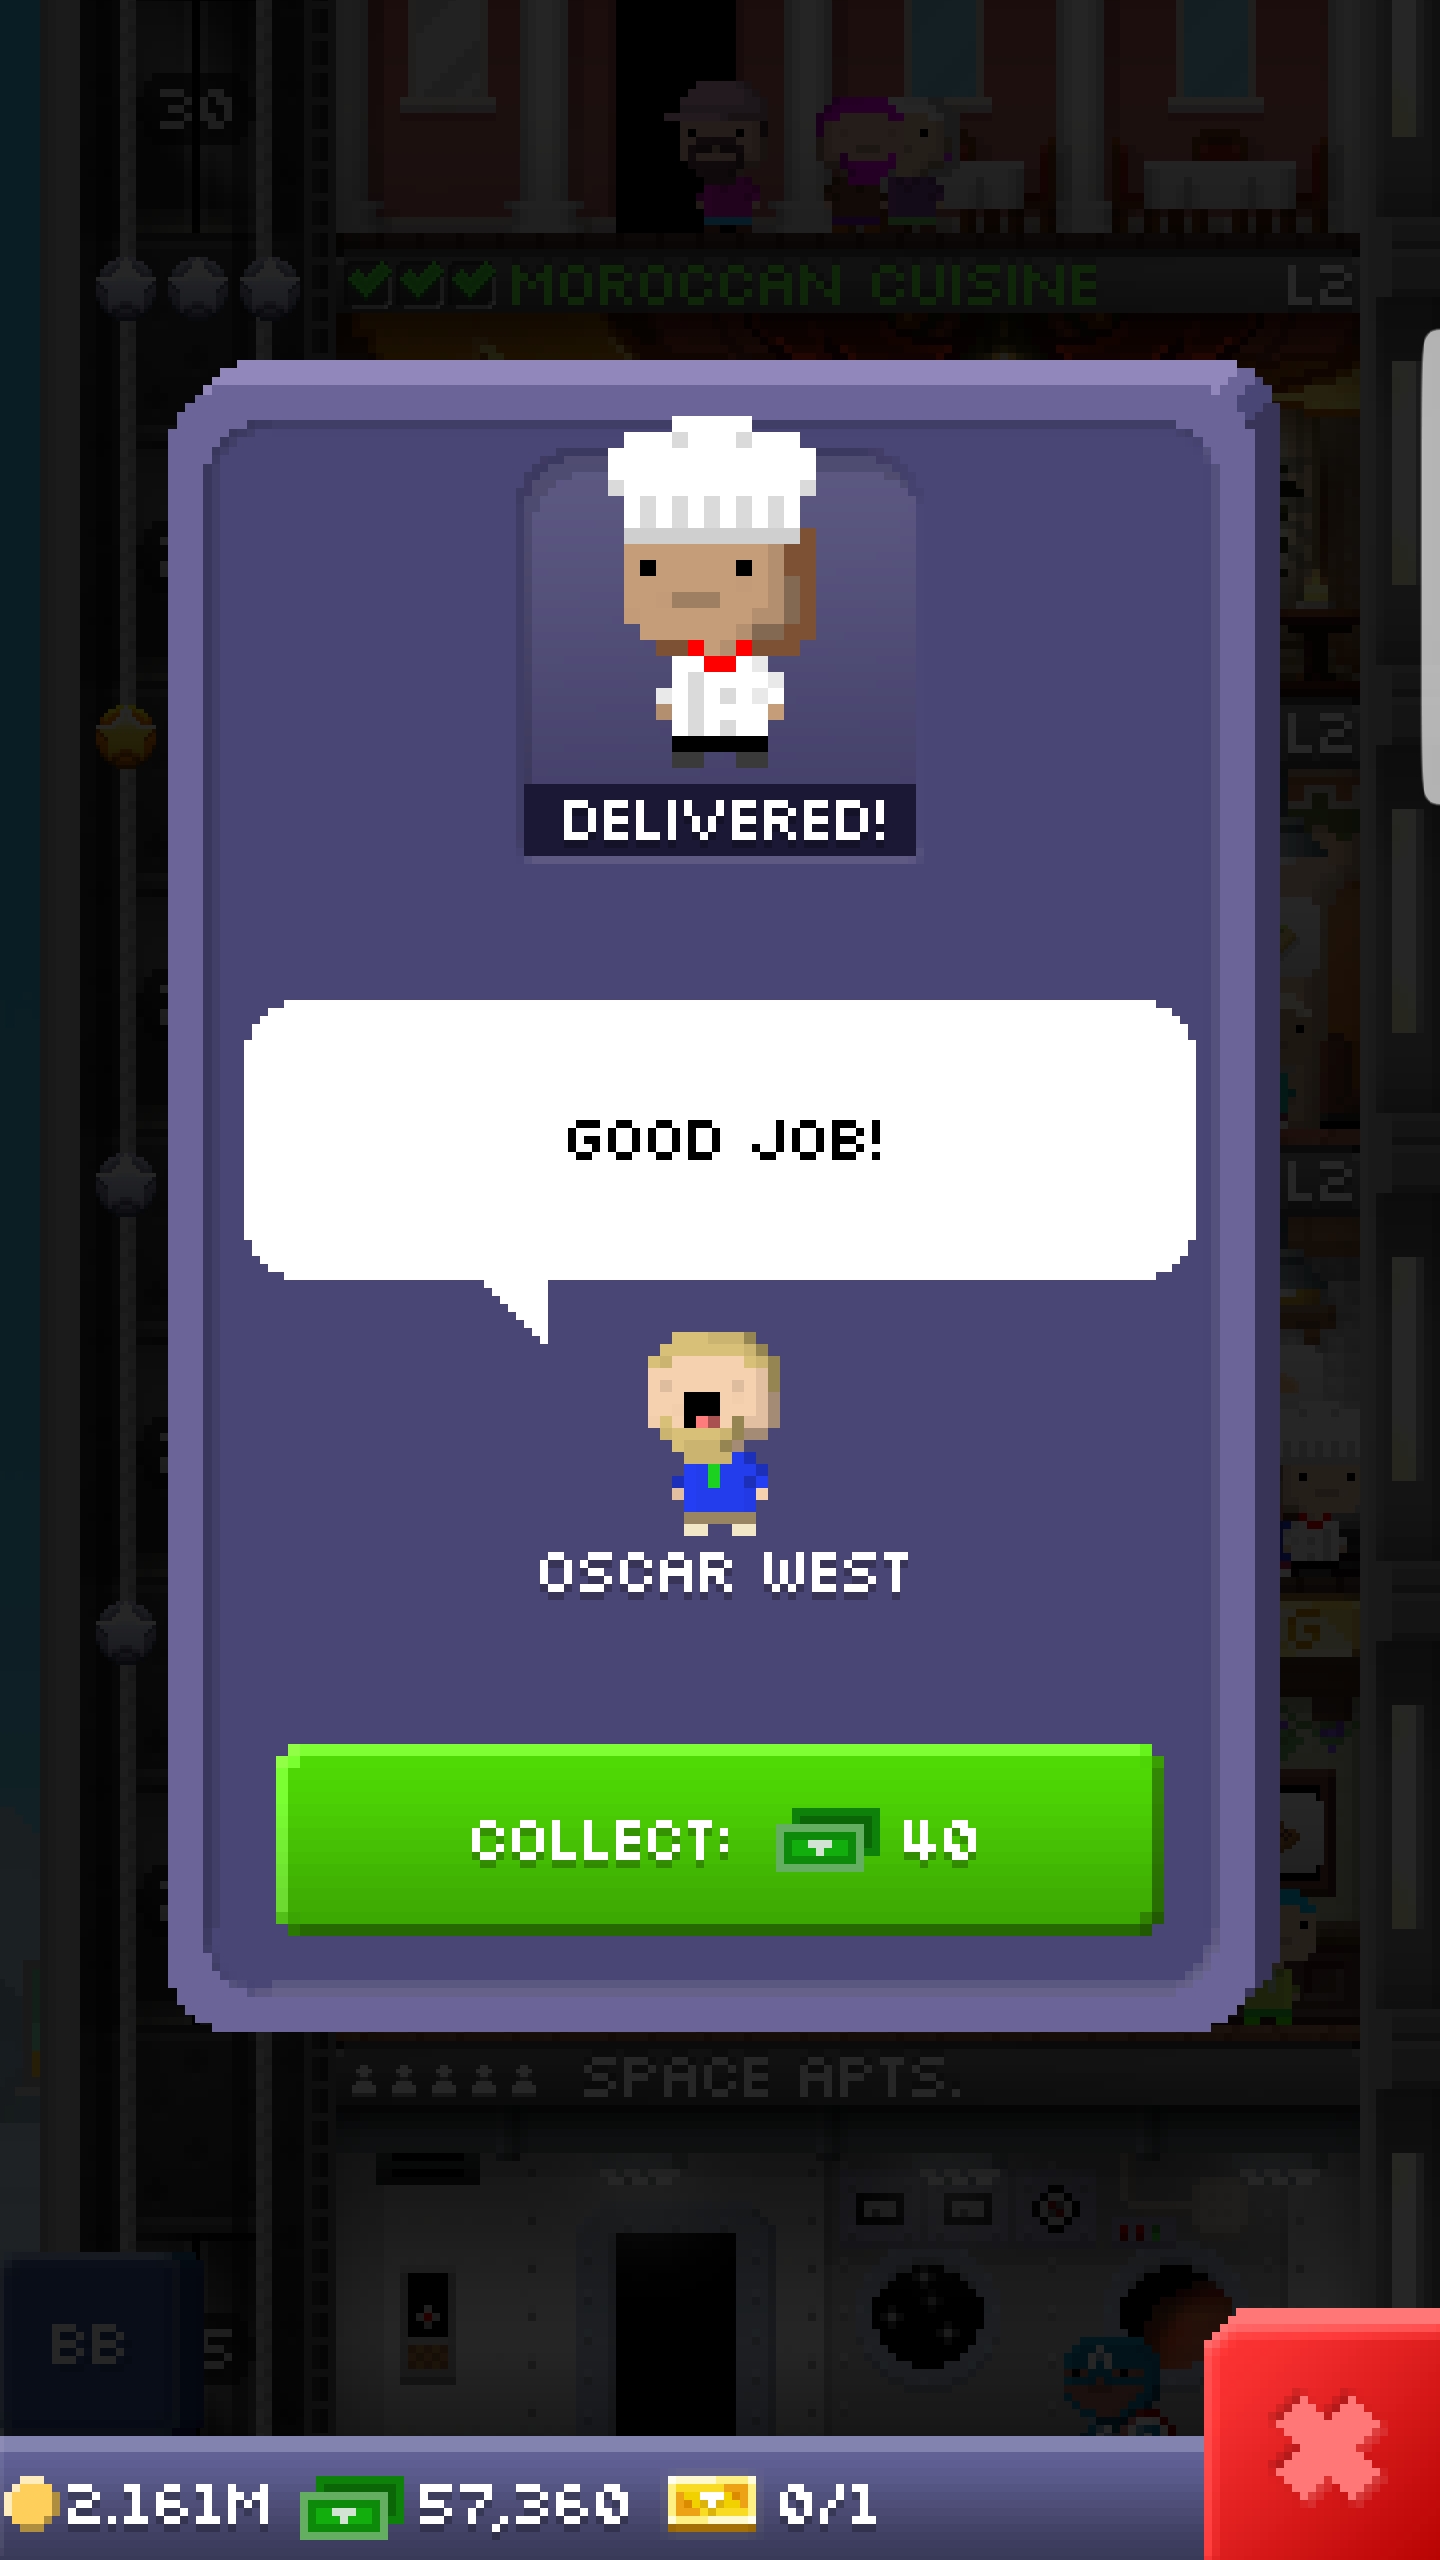 30
MOROCCAN CUISINE L2
L2
L2
DELIVERED!
GOOD JOB!
OSCAR WEST
COLLECT: 40
SPACE APTS.
BB
5
2.161M 57,360 0/1